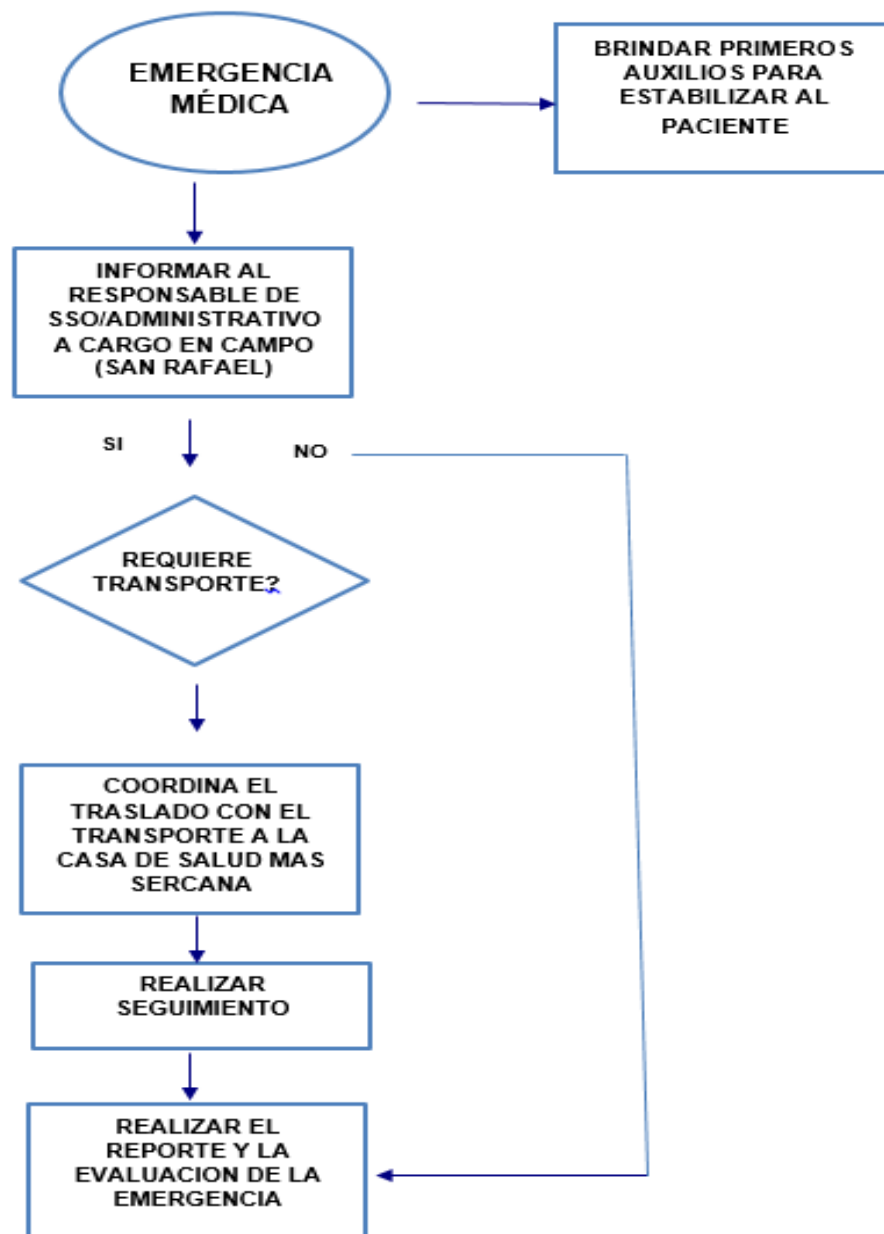 EMERGENCIA
MÉDICA
BRINDAR PRIMEROS
AUXILIOS PARA
ESTABILIZAR AL
PACIENTE
INFORMAR AL
RESPONSABLE DE
SSO/ADMINISTRATIVO
A CARGO EN CAMPO
(SAN RAFAEL)
SI
NO
REQUIERE
TRANSPORTE?
COORDINA EL
TRASLADO CON EL
TRANSPORTE A LA
CASA DE SALUD MAS
SERCANA
REALIZAR
SEGUIMIENTO
REALIZAR EL
REPORTE Y LA
EVALUACION DE LA
EMERGENCIA